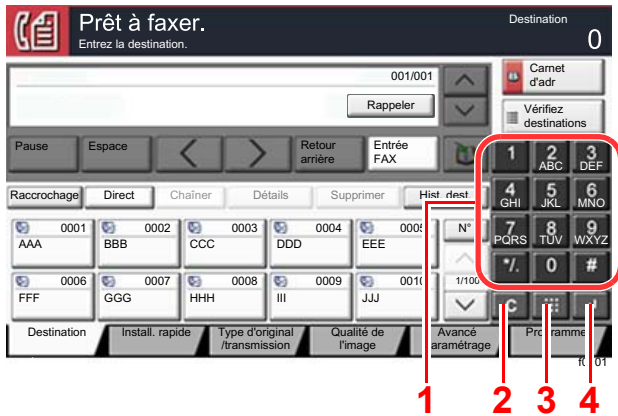 Prêt à faxer.
Entrez la destination.
Destination
0
001/001
Rappeler
Carnet
d'adr
Vérifiez
destinations
Pause
Espace
Retour
arrière
Entrée
FAX
1
2
ABC
3
DEF
4
GHI
5
JKL
6
MNO
7
PQRS
8
TUV
9
WXYZ
*/.
0
#
C
Raccrochage
Direct
Chaîner
Détails
Supprimer
Hist. dest.
0001
AAA
0002
BBB
0003
CCC
0004
DDD
0005
EEE
N°
0006
FFF
0007
GGG
0008
HHH
0009
III
0010
JJJ
1/100
Destination
Install. rapide
Type d'original
/transmission
Qualité de
l'image
Avancé
Programme
1
2
3
4